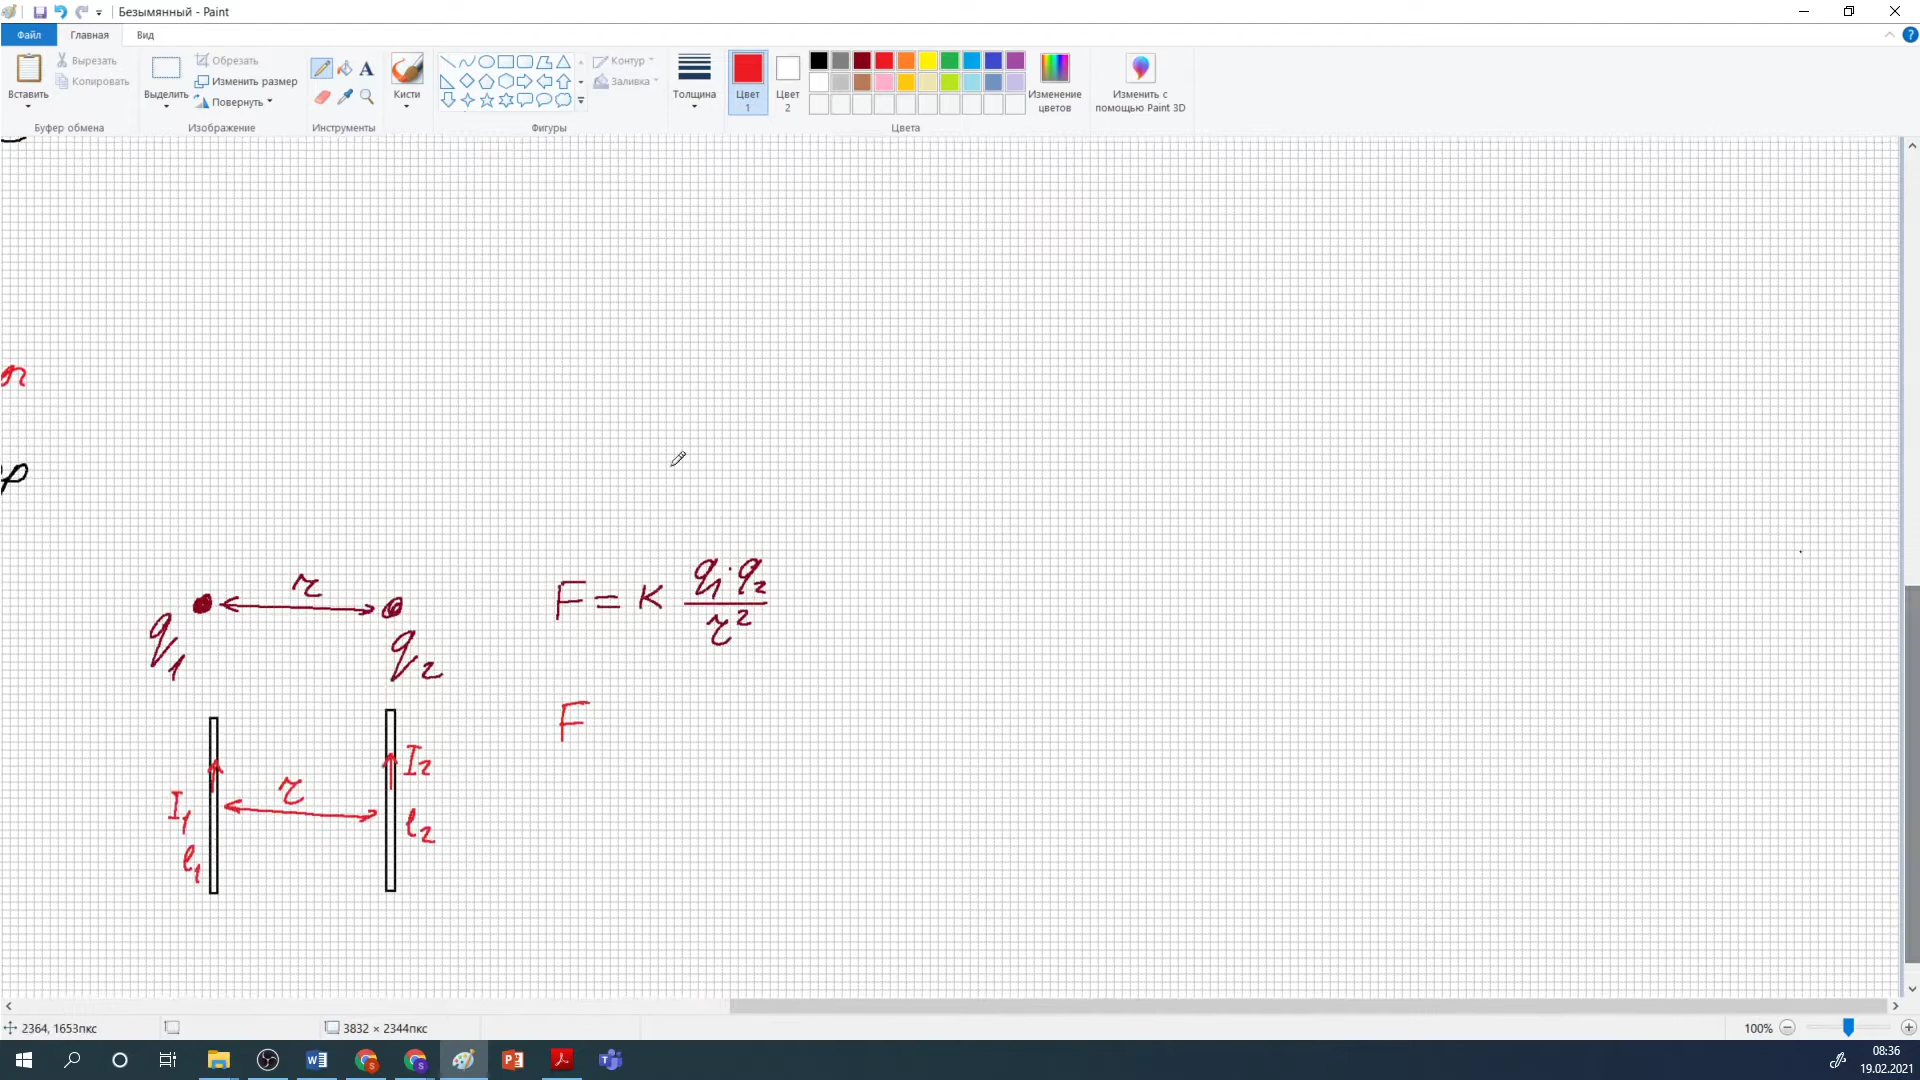 Безымянный - Paint
Файл
Главная
Вид
Вставить
Вырезать
Копировать
Буфер обмена
Выделить
Обрезать
Изменить размер
Повернуть
Изображение
A
Инструменты
Кисти
Контур
Заливка
Фигуры
Толщина
Цвет 1
Цвет 2
Цвета
Изменение цветов
Изменить с помощью Paint 3D
r
q1
q2
F = K q1·q2 / r²
F
I1
r
I2
l1
l2
2364, 1653пкс
3832 × 2344пкс
100%
08:36
19.02.2021